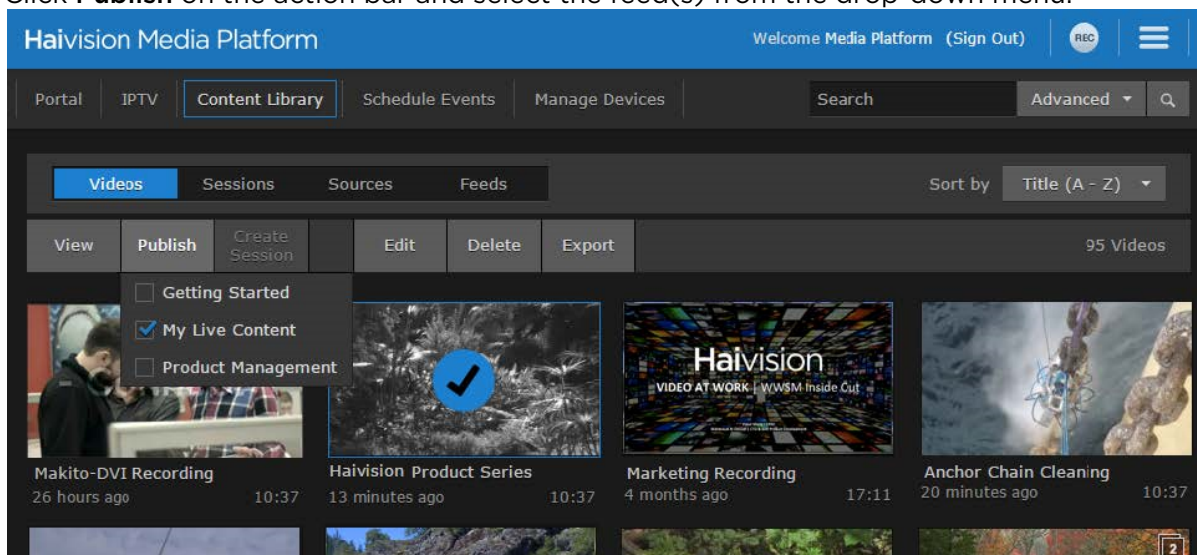 Click Publish on the action bar and select the feed(s) from the drop-down menu.
Haivision Media Platform
Welcome Media Platform (Sign Out)
REC
Portal IPTV Content Library Schedule Events Manage Devices
Search
Advanced
Videos Sessions Sources Feeds
Sort by Title (A - Z)
View Publish Create Session Edit Delete Export
95 Videos
Getting Started
My Live Content
Product Management
Haivision
VIDEO AT WORK | WWSM Inside Cut
Makito-DVI Recording
26 hours ago 10:37
Haivision Product Series
13 minutes ago 10:37
Marketing Recording
4 months ago 17:11
Anchor Chain Cleaning
20 minutes ago 10:37
2